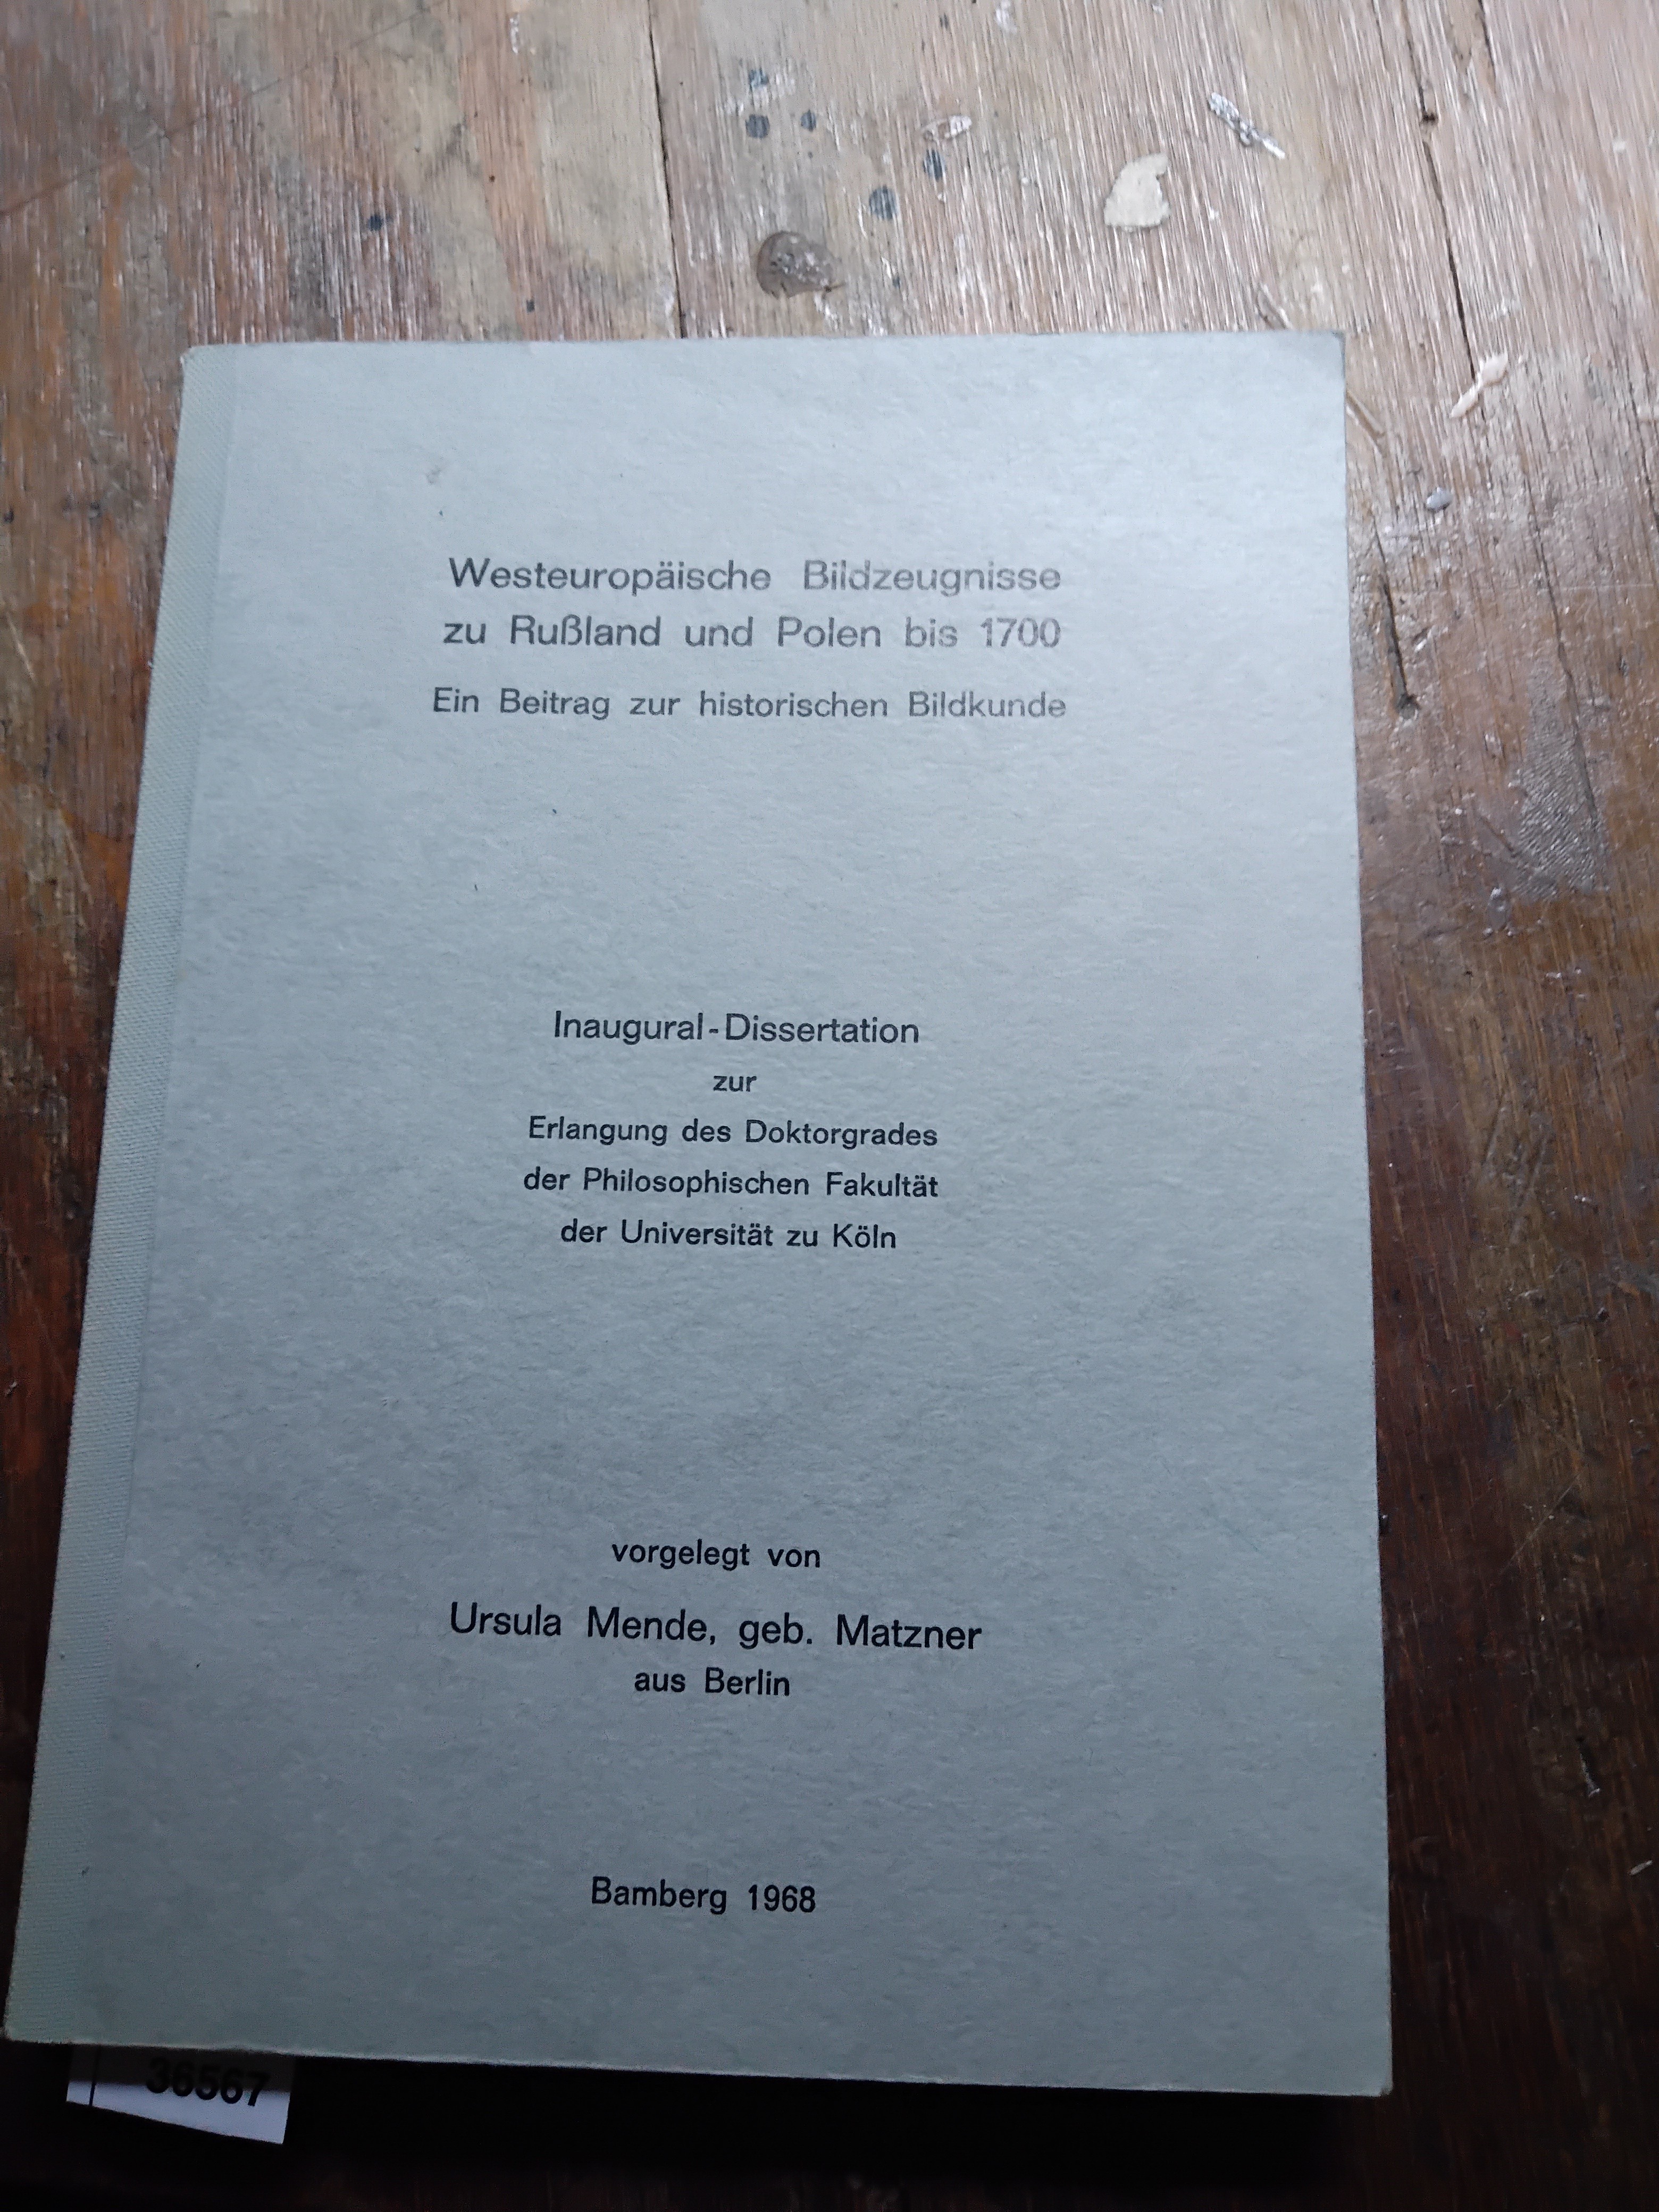 Westeuropäische Bildzeugnisse
zu Rußland und Polen bis 1700
Ein Beitrag zur historischen Bildkunde
Inaugural-Dissertation
zur
Erlangung des Doktorgrades
der Philosophischen Fakultät
der Universität zu Köln
vorgelegt von
Ursula Mende, geb. Matzner
aus Berlin
Bamberg 1968
36567